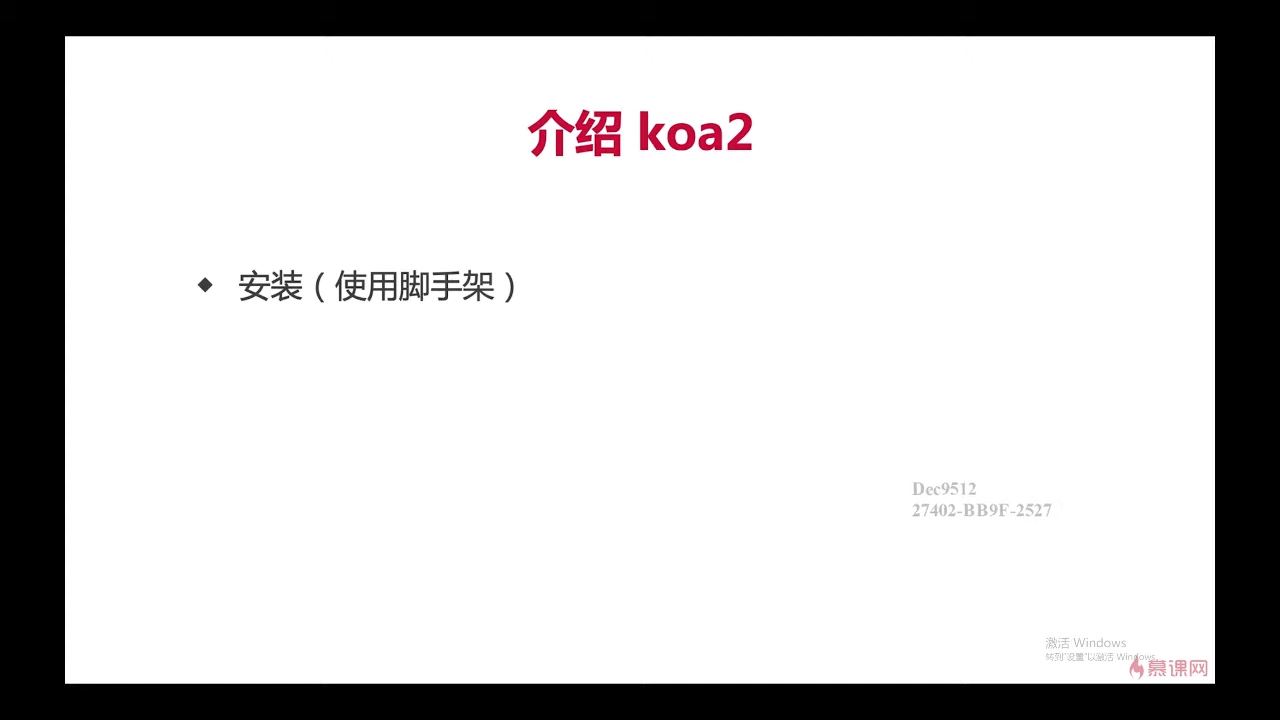 介绍 koa2
◆ 安装（使用脚手架）
Dec9512
27402-BB9F-2527
激活 Windows
转到"设置"以激活 Windows。
慕课网